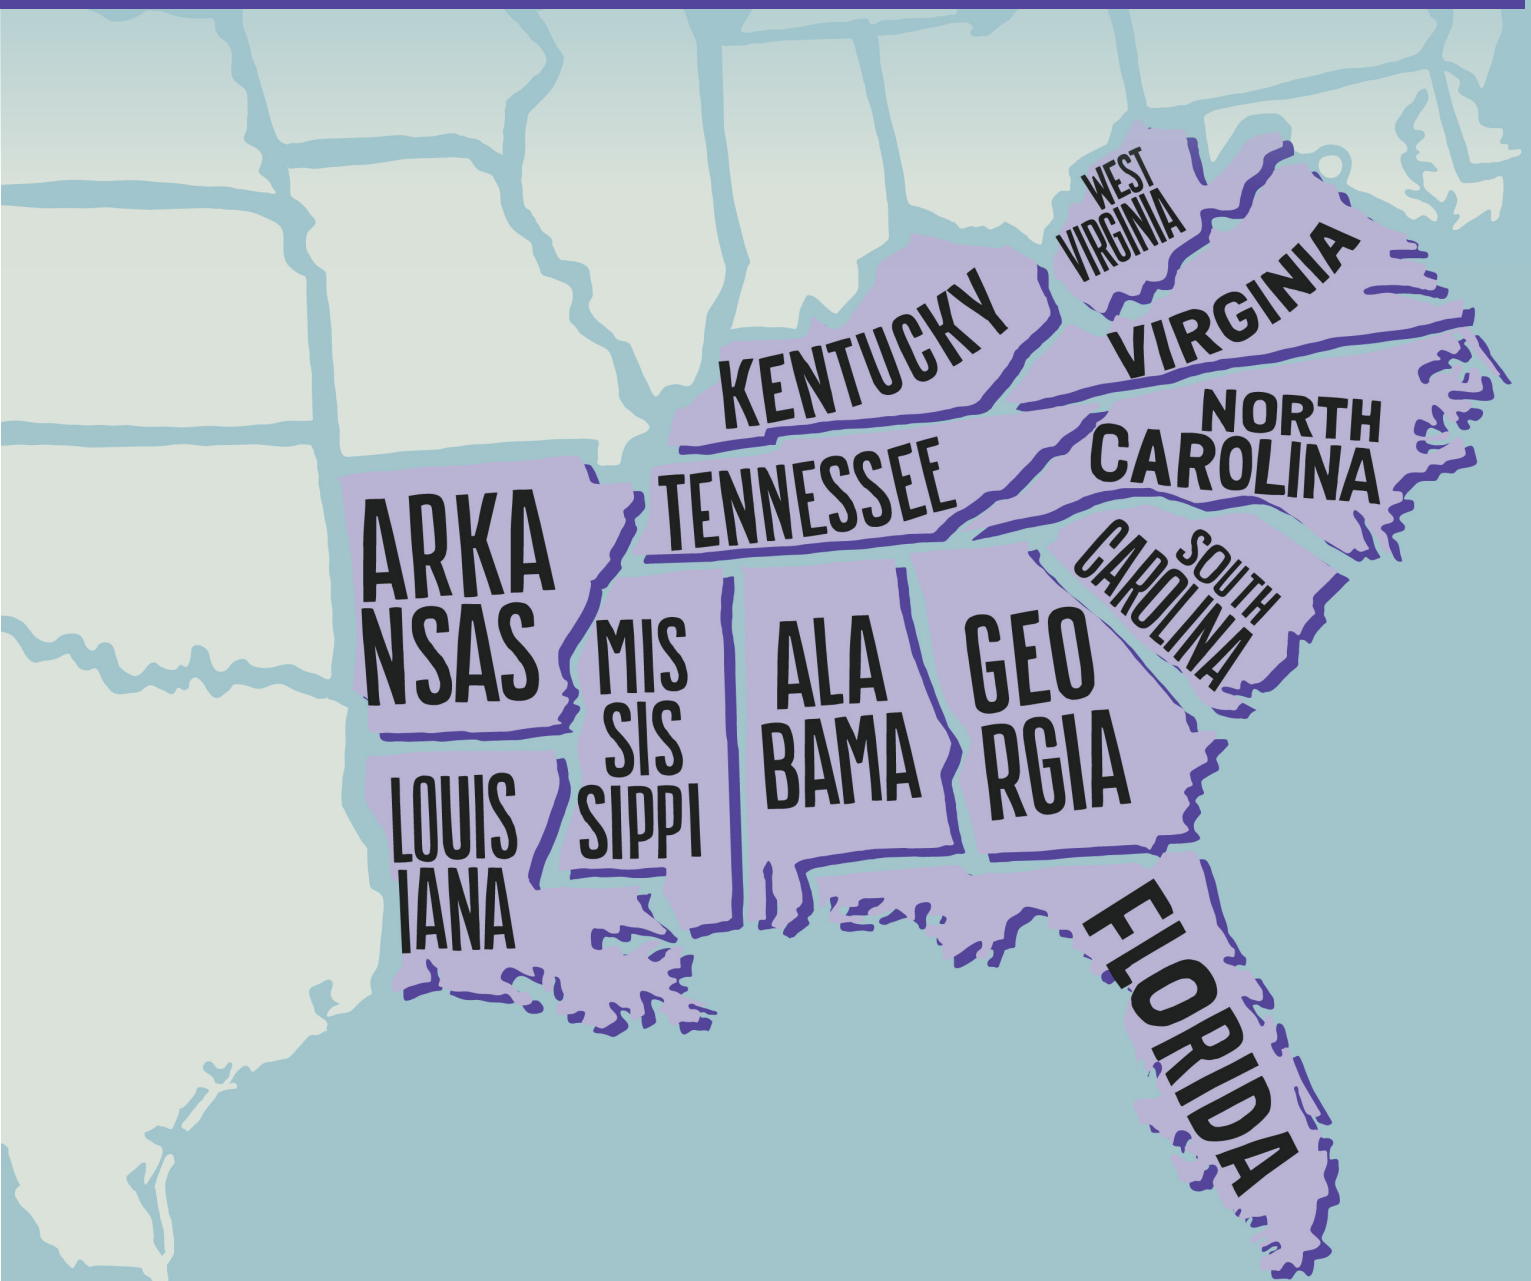 WEST
VIRGINIA
VIRGINIA
KENTUCKY
NORTH
CAROLINA
TENNESSEE
ARKA
NSAS
SOUTH
CAROLINA
MIS
SIS
SIPPI
ALA
BAMA
GEO
RGIA
LOUIS
IANA
FLORIDA